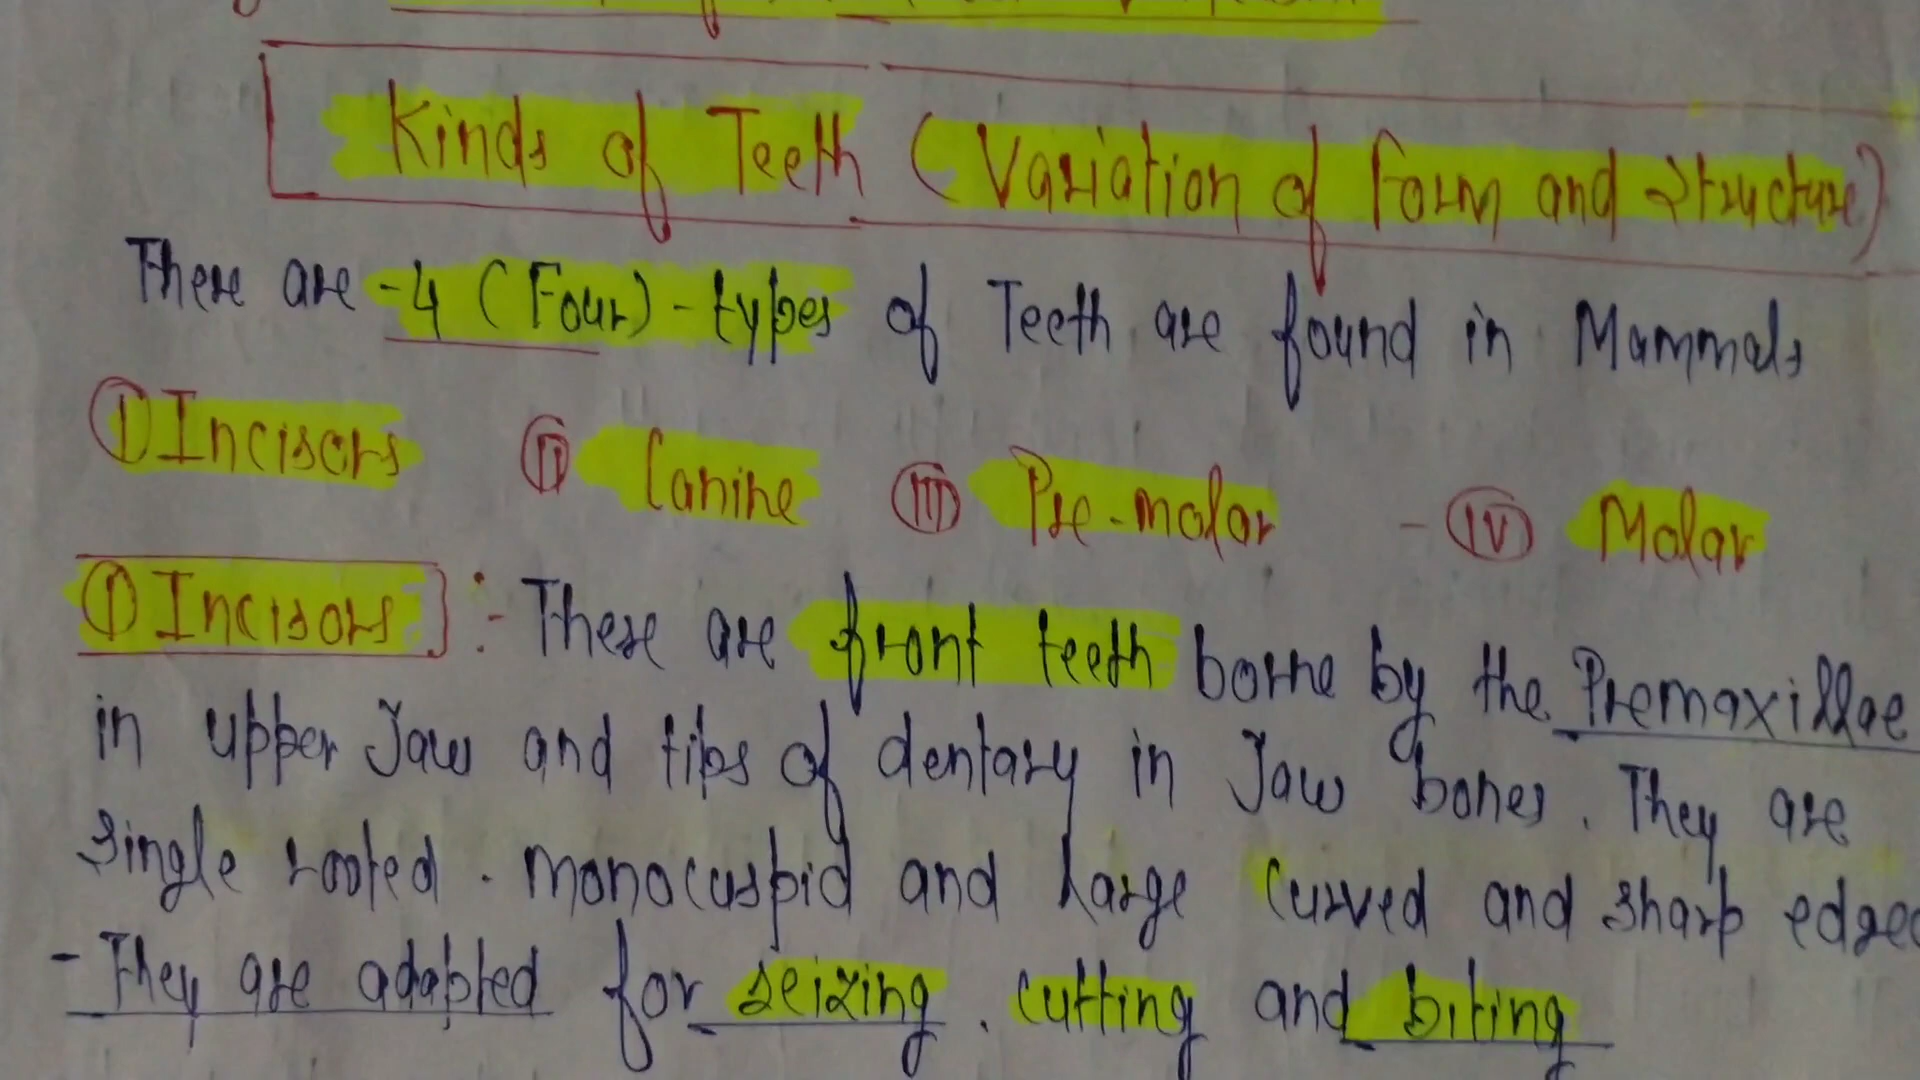 Kinds of Teeth (Variation of Form and Structure)
There are -4 (Four) - types of Teeth are found in Mammals
(I) Incisors (II) Canine (III) Pre-molar - (IV) Molar
(I) Incisors] :- These are front teeth borne by the Premaxillae
in upper Jaw and tips of dentary in Jaw bones. They are
single rooted. monocuspid and large curved and sharp edged
- They are adapted for seizing. cutting and biting